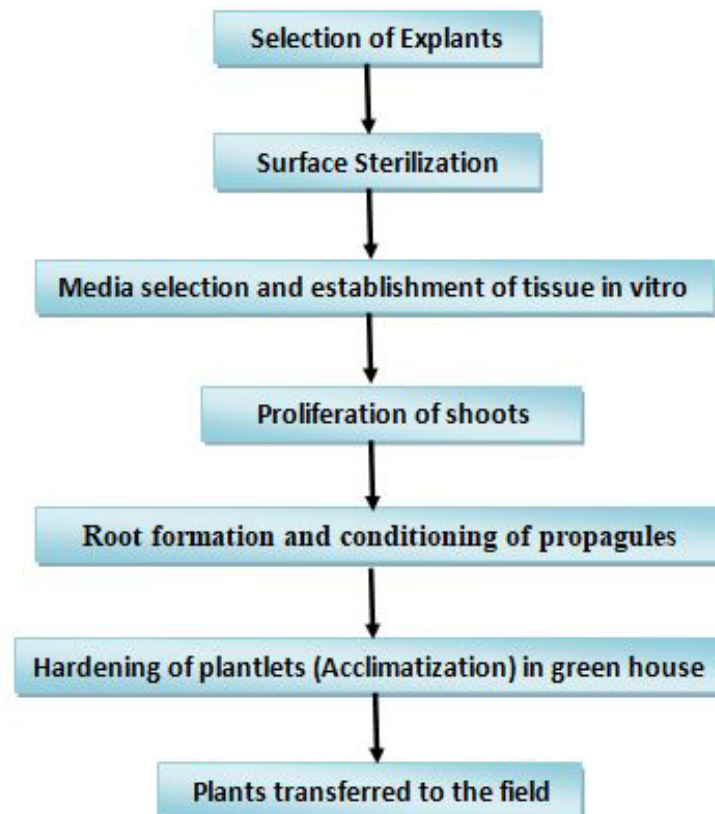 Selection of Explants
Surface Sterilization
Media selection and establishment of tissue in vitro
Proliferation of shoots
Root formation and conditioning of propagules
Hardening of plantlets (Acclimatization) in green house
Plants transferred to the field